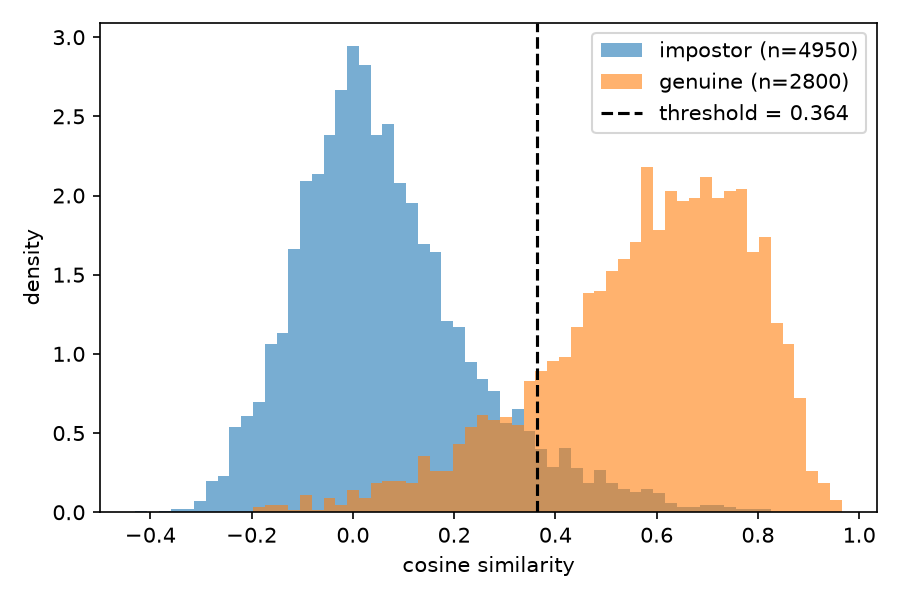 impostor (n=4950)
genuine (n=2800)
threshold = 0.364
density
3.0
2.5
2.0
1.5
1.0
0.5
0.0
−0.4 −0.2 0.0 0.2 0.4 0.6 0.8 1.0
cosine similarity